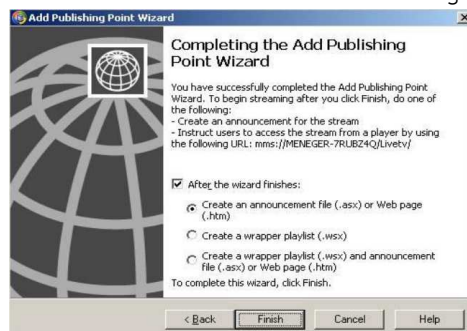 Add Publishing Point Wizard
Completing the Add Publishing
Point Wizard
You have successfully completed the Add Publishing Point
Wizard. To begin streaming after you click Finish, do one of
the following:
- Create an announcement for the stream
- Instruct users to access the stream from a player by using
the following URL: mms://MENEGER-7RUBZ4Q/Livetv/
After the wizard finishes:
Create an announcement file (.asx) or Web page
(.htm)
Create a wrapper playlist (.wsx)
Create a wrapper playlist (.wsx) and announcement
file (.asx) or Web page (.htm)
To complete this wizard, click Finish.
< Back
Finish
Cancel
Help